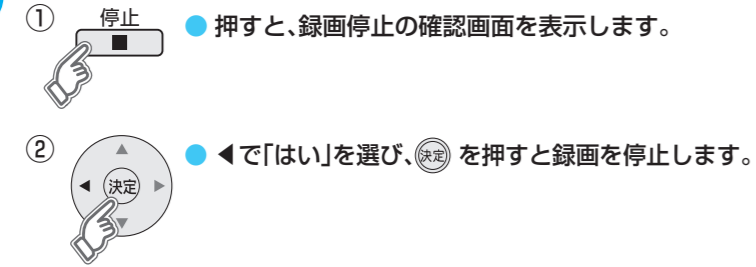 ① 停止 ● 押すと、録画停止の確認画面を表示します。
② ● ◀で「はい」を選び、決定 を押すと録画を停止します。
決定